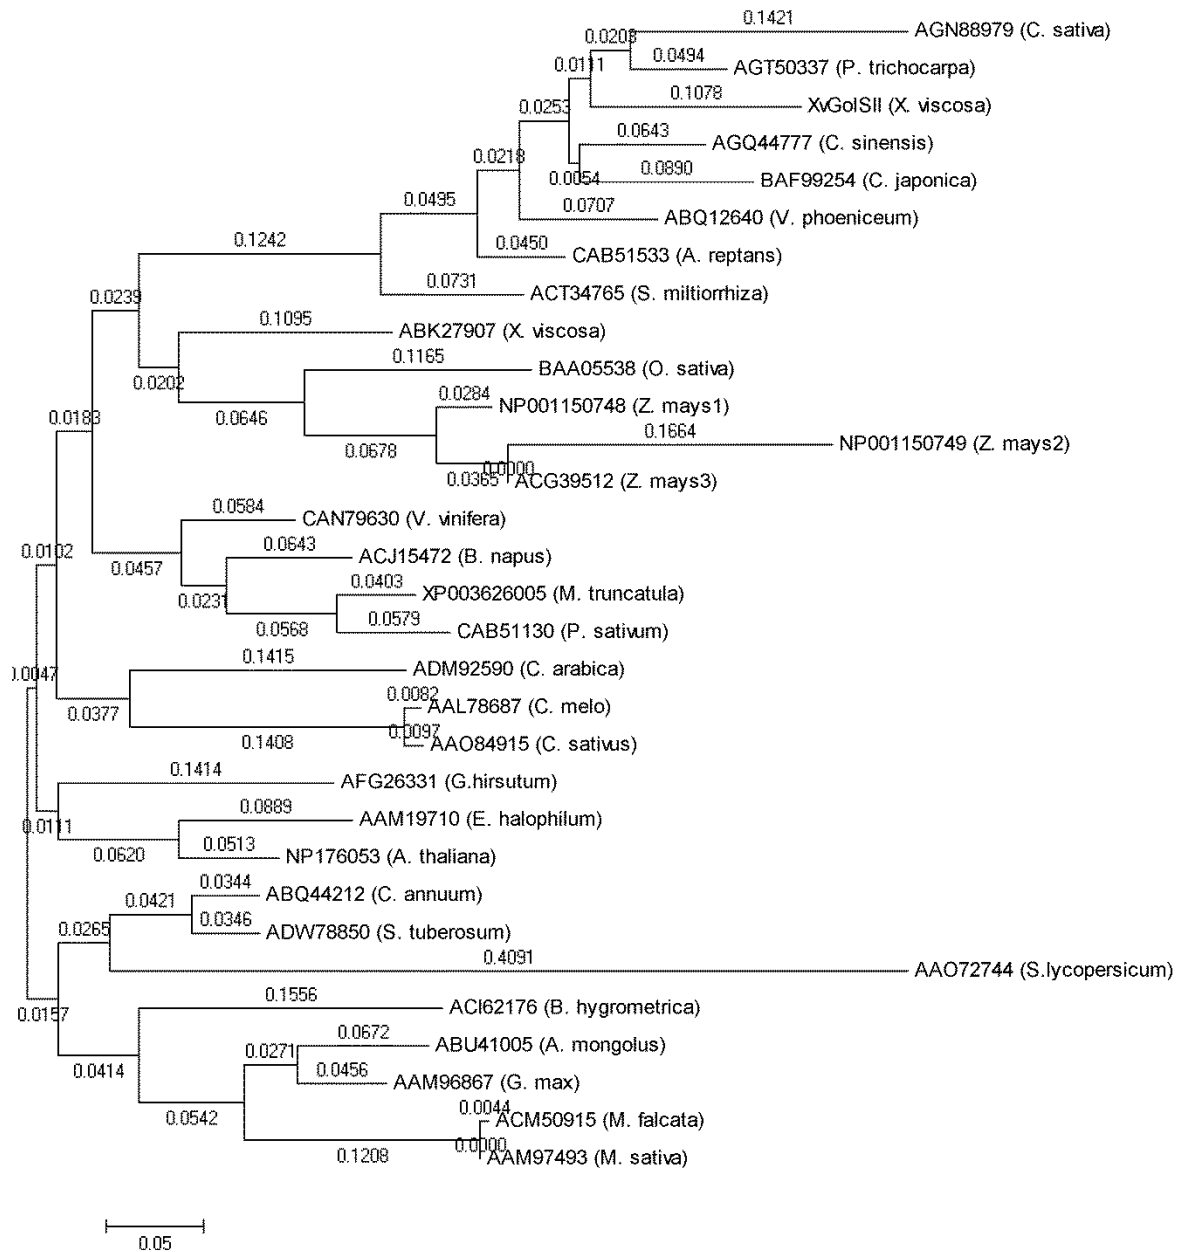 0.1421
AGN88979 (C. sativa)
0.0203
0.0494
AGT50337 (P. trichocarpa)
0.0111
0.1078
XvGolSII (X. viscosa)
0.0253
0.0643
AGQ44777 (C. sinensis)
0.0218
0.0054
0.0890
BAF99254 (C. japonica)
0.0495
0.0707
ABQ12640 (V. phoeniceum)
0.1242
0.0450
CAB51533 (A. reptans)
0.0731
ACT34765 (S. miltiorrhiza)
0.0239
0.1095
ABK27907 (X. viscosa)
0.0202
0.1165
BAA05538 (O. sativa)
0.0183
0.0646
0.0284
NP001150748 (Z. mays1)
0.0678
0.1664
NP001150749 (Z. mays2)
0.0365
0.0000
ACG39512 (Z. mays3)
0.0584
CAN79630 (V. vinifera)
0.0102
0.0457
0.0643
ACJ15472 (B. napus)
0.0231
0.0403
XP003626005 (M. truncatula)
0.0568
0.0579
CAB51130 (P. sativum)
0.0047
0.1415
ADM92590 (C. arabica)
0.0377
0.0082
AAL78687 (C. melo)
0.1408
0.0097
AAO84915 (C. sativus)
0.1414
AFG26331 (G.hirsutum)
0.0111
0.0889
AAM19710 (E. halophilum)
0.0620
0.0513
NP176053 (A. thaliana)
0.0421
0.0344
ABQ44212 (C. annuum)
0.0265
0.0346
ADW78850 (S. tuberosum)
0.4091
AAO72744 (S.lycopersicum)
0.0157
0.1556
ACI62176 (B. hygrometrica)
0.0414
0.0271
0.0672
ABU41005 (A. mongolus)
0.0456
AAM96867 (G. max)
0.0542
0.0044
ACM50915 (M. falcata)
0.1208
0.0000
AAM97493 (M. sativa)
0.05